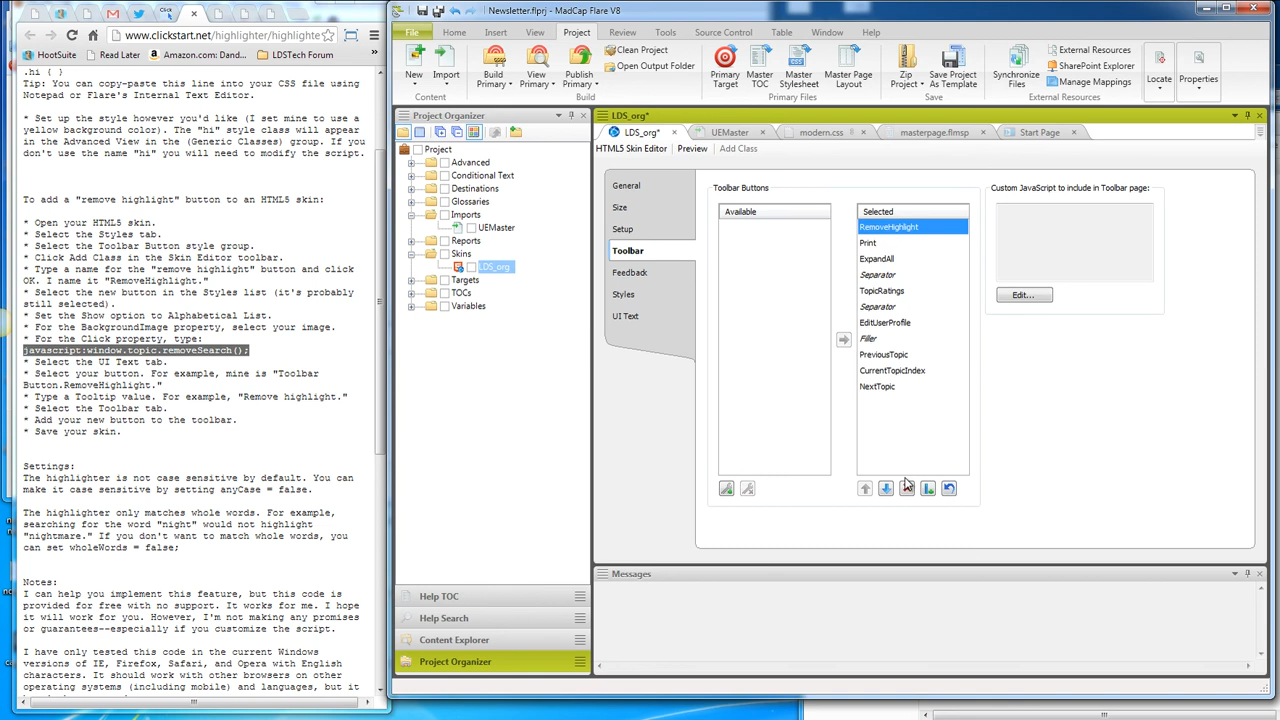 Newsletter.flprj - MadCap Flare V8
www.clickstart.net/highlighter/highlighte
HootSuite
Read Later
Amazon.com: Dand...
LDSTech Forum
»
File
Home
Insert
View
Project
Review
Tools
Source Control
Table
Window
Help
New
Import
Build Primary
View Primary
Publish Primary
Clean Project
Open Output Folder
Primary Target
Master TOC
Master Stylesheet
Master Page Layout
Zip Project
Save Project As Template
Synchronize Files
External Resources
SharePoint Explorer
Manage Mappings
Locate
Properties
Content
Build
Primary Files
Save
External Resources
.hi { }
Tip: You can copy-paste this line into your CSS file using
Notepad or Flare's Internal Text Editor.
* Set up the style however you'd like (I set mine to use a
yellow background color). The "hi" style class will appear
in the Advanced View in the (Generic Classes) group. If you
don't use the name "hi" you will need to modify the script.
To add a "remove highlight" button to an HTML5 skin:
* Open your HTML5 skin.
* Select the Styles tab.
* Select the Toolbar Button style group.
* Click Add Class in the Skin Editor toolbar.
* Type a name for the "remove highlight" button and click
OK. I name it "RemoveHighlight."
* Select the new button in the Styles list (it's probably
still selected).
* Set the Show option to Alphabetical List.
* For the BackgroundImage property, select your image.
* For the Click property, type:
javascript:window.topic.removeSearch();
* Select the UI Text tab.
* Select your button. For example, mine is "Toolbar
Button.RemoveHighlight."
* Type a Tooltip value. For example, "Remove highlight."
* Select the Toolbar tab.
* Add your new button to the toolbar.
* Save your skin.
Settings:
The highlighter is not case sensitive by default. You can
make it case sensitive by setting anyCase = false.
The highlighter only matches whole words. For example,
searching for the word "night" would not highlight
"nightmare." If you don't want to match whole words, you
can set wholeWords = false;
Notes:
I can help you implement this feature, but this code is
provided for free with no support. It works for me. I hope
it will work for you. However, I'm not making any promises
or guarantees--especially if you customize the script.
I have only tested this code in the current Windows
versions of IE, Firefox, Safari, and Opera with English
characters. It should work with other browsers on other
operating systems (including mobile) and languages, but it
Project Organizer
Project
Advanced
Conditional Text
Destinations
Glossaries
Imports
UEMaster
Reports
Skins
LDS_org
Targets
TOCs
Variables
Help TOC
Help Search
Content Explorer
Project Organizer
LDS_org*
LDS_org*
UEMaster
modern.css
masterpage.flmsp
Start Page
HTML5 Skin Editor
Preview
Add Class
General
Size
Setup
Toolbar
Feedback
Styles
UI Text
Toolbar Buttons
Available
Selected
RemoveHighlight
Print
ExpandAll
Separator
TopicRatings
Separator
EditUserProfile
Filler
PreviousTopic
CurrentTopicIndex
NextTopic
Custom JavaScript to include in Toolbar page:
Edit...
Messages